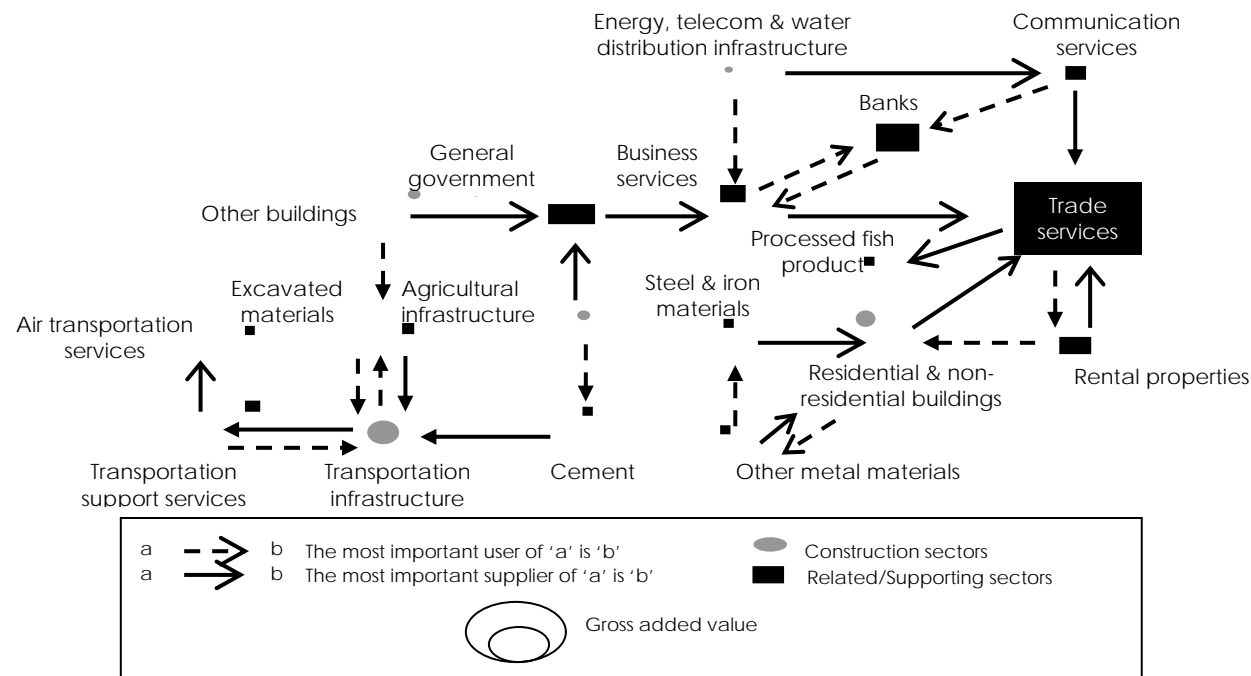 Energy, telecom & water
distribution infrastructure
Communication
services
Banks
General
government
Business
services
Other buildings
Trade
services
Processed fish
product
Steel & iron
materials
Excavated
materials
Agricultural
infrastructure
Air transportation
services
Residential & non-
residential buildings
Rental properties
Transportation
support services
Transportation
infrastructure
Cement
Other metal materials
a b The most important user of ‘a’ is ‘b’
a b The most important supplier of ‘a’ is ‘b’
Construction sectors
Related/Supporting sectors
Gross added value